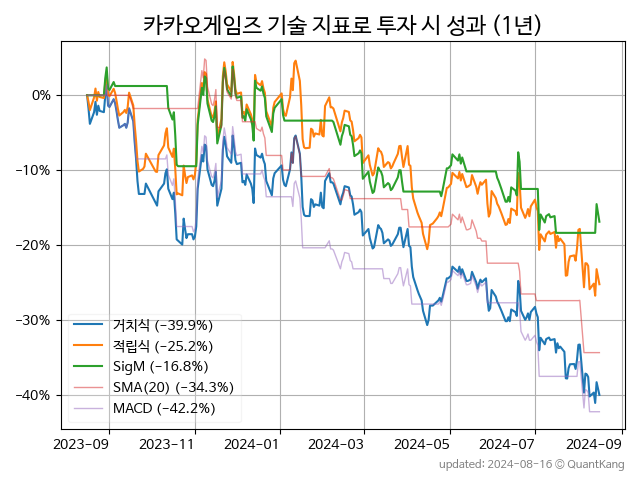 카카오게임즈 기술 지표로 투자 시 성과 (1년)
0%
−10%
−20%
−30%
−40%
거치식 (−39.9%)
적립식 (−25.2%)
SigM (−16.8%)
SMA(20) (−34.3%)
MACD (−42.2%)
2023-09 2023-11 2024-01 2024-03 2024-05 2024-07 2024-09
updated: 2024-08-16 © QuantKang